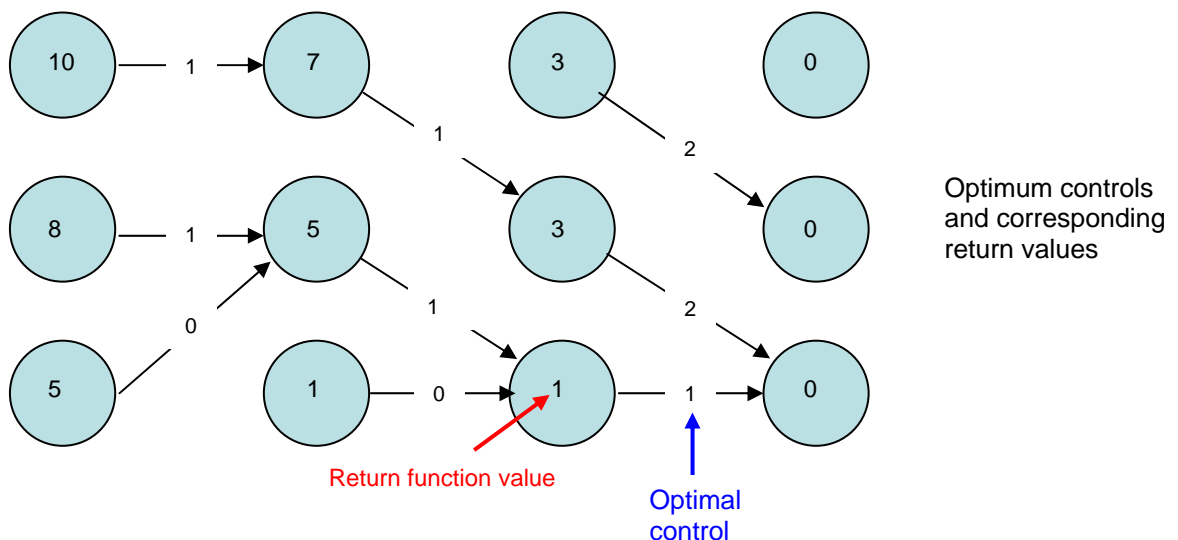 10 1 7 3 0
1
2
8 1 5 3 0
Optimum controls
and corresponding
return values
0
1
2
5 1 0 1 1 0
Return function value
Optimal
control